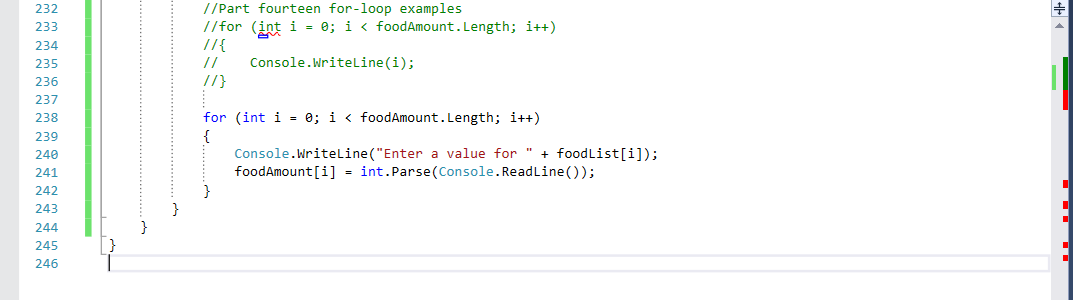 232 //Part fourteen for-loop examples
233 //for (int i = 0; i < foodAmount.Length; i++)
234 //{
235 //    Console.WriteLine(i);
236 //}
237
238 for (int i = 0; i < foodAmount.Length; i++)
239 {
240     Console.WriteLine("Enter a value for " + foodList[i]);
241     foodAmount[i] = int.Parse(Console.ReadLine());
242 }
243 }
244 }
245 }
246